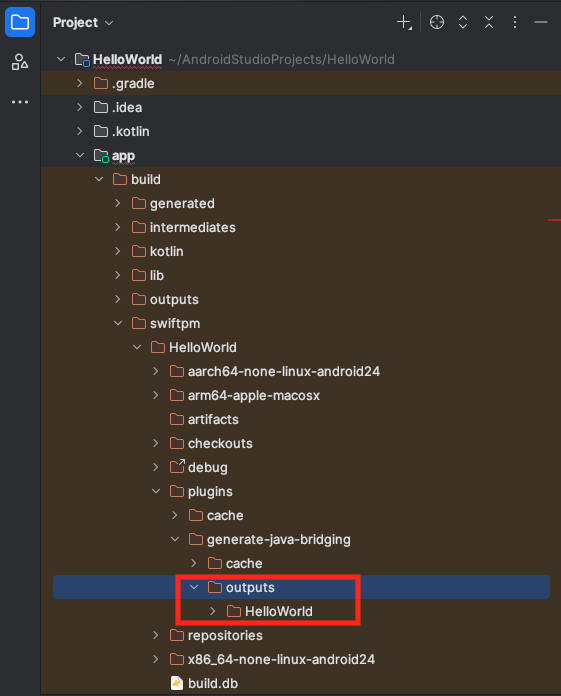 Project
HelloWorld ~/AndroidStudioProjects/HelloWorld
.gradle
.idea
.kotlin
app
build
generated
intermediates
kotlin
lib
outputs
swiftpm
HelloWorld
aarch64-none-linux-android24
arm64-apple-macosx
artifacts
checkouts
debug
plugins
cache
generate-java-bridging
cache
outputs
HelloWorld
repositories
x86_64-none-linux-android24
build.db